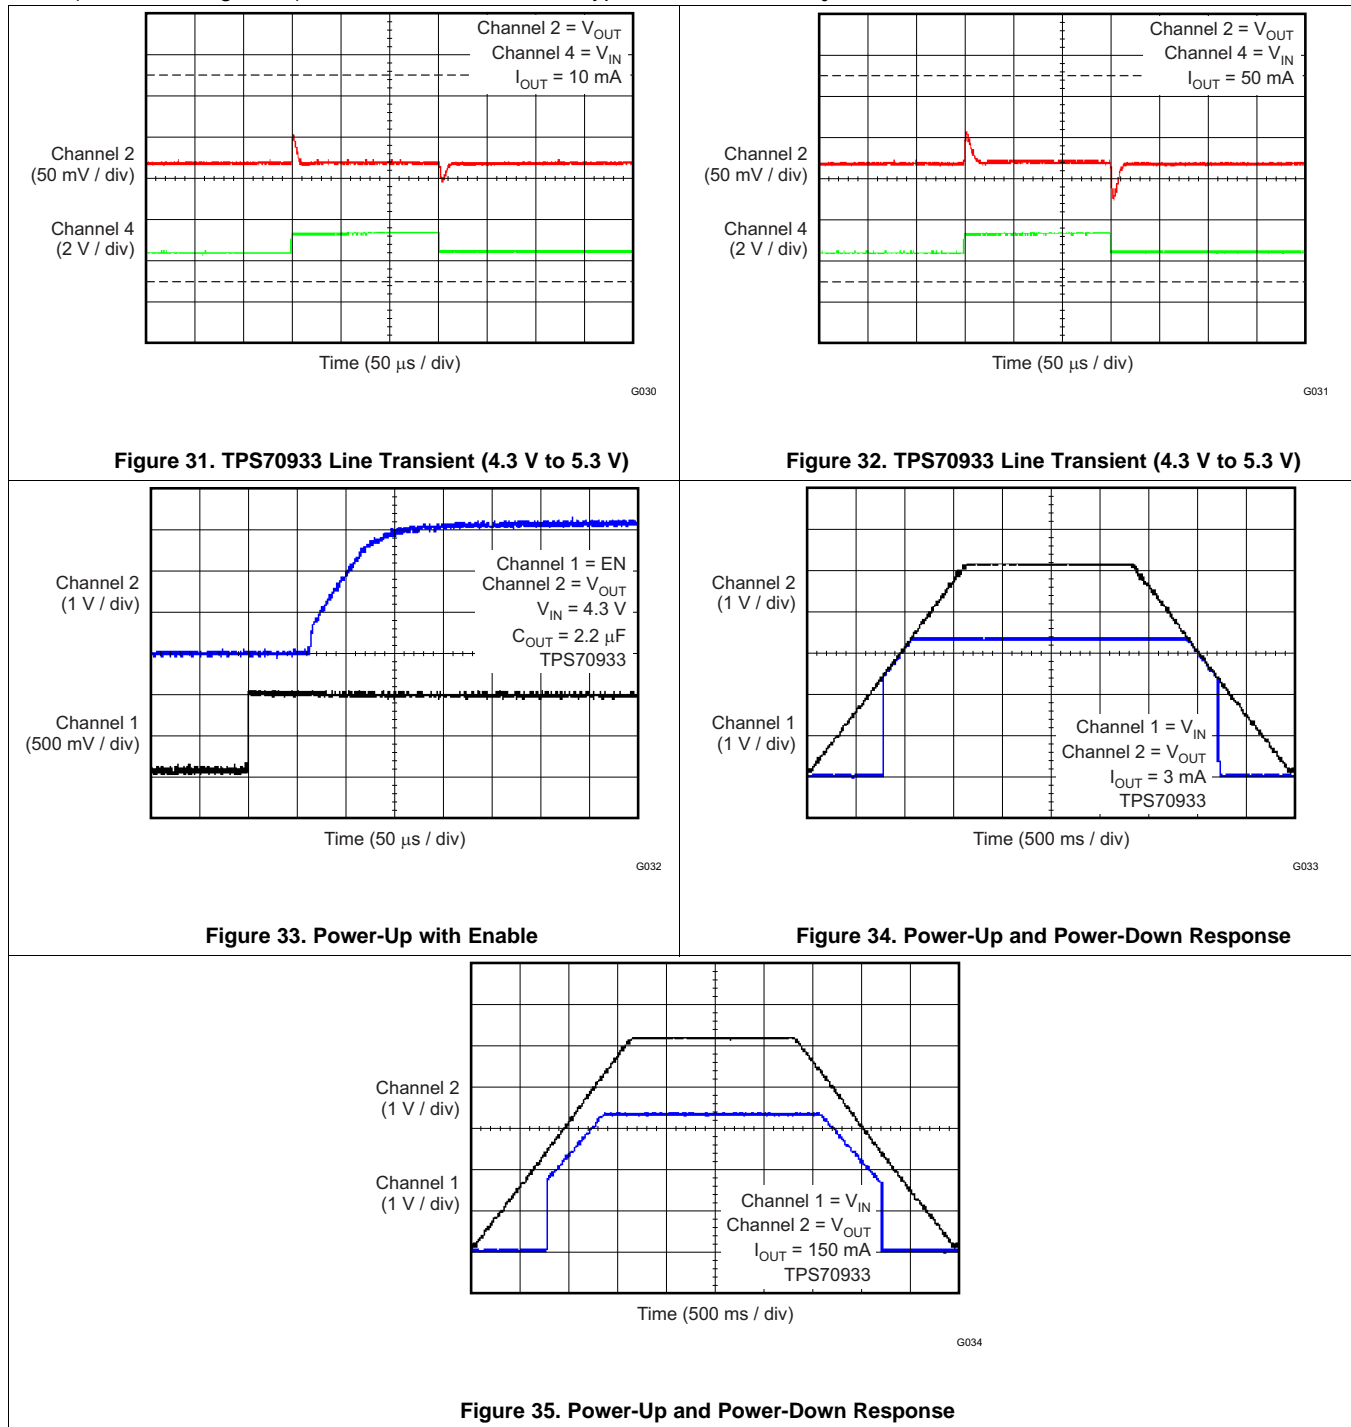 Channel 2 = VOUT
Channel 4 = VIN
IOUT = 10 mA
Channel 2
(50 mV / div)
Channel 4
(2 V / div)
Time (50 μs / div)
G030
Figure 31. TPS70933 Line Transient (4.3 V to 5.3 V)
Channel 2 = VOUT
Channel 4 = VIN
IOUT = 50 mA
Channel 2
(50 mV / div)
Channel 4
(2 V / div)
Time (50 μs / div)
G031
Figure 32. TPS70933 Line Transient (4.3 V to 5.3 V)
Channel 2
(1 V / div)
Channel 1 = EN
Channel 2 = VOUT
VIN = 4.3 V
COUT = 2.2 μF
TPS70933
Channel 1
(500 mV / div)
Time (50 μs / div)
G032
Figure 33. Power-Up with Enable
Channel 2
(1 V / div)
Channel 1
(1 V / div)
Channel 1 = VIN
Channel 2 = VOUT
IOUT = 3 mA
TPS70933
Time (500 ms / div)
G033
Figure 34. Power-Up and Power-Down Response
Channel 2
(1 V / div)
Channel 1
(1 V / div)
Channel 1 = VIN
Channel 2 = VOUT
IOUT = 150 mA
TPS70933
Time (500 ms / div)
G034
Figure 35. Power-Up and Power-Down Response